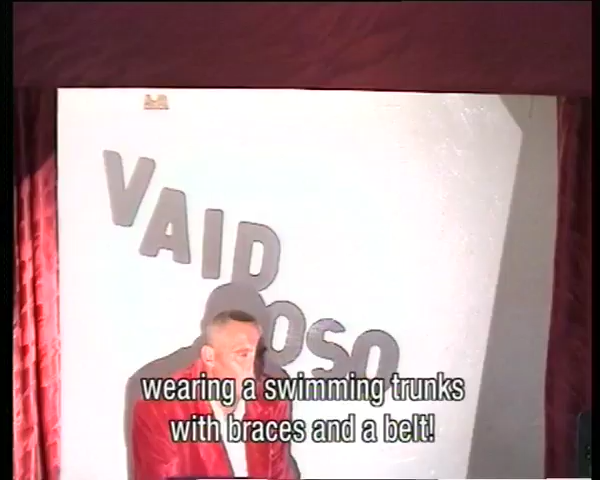 VAID
OSO
wearing a swimming trunks
with braces and a belt!